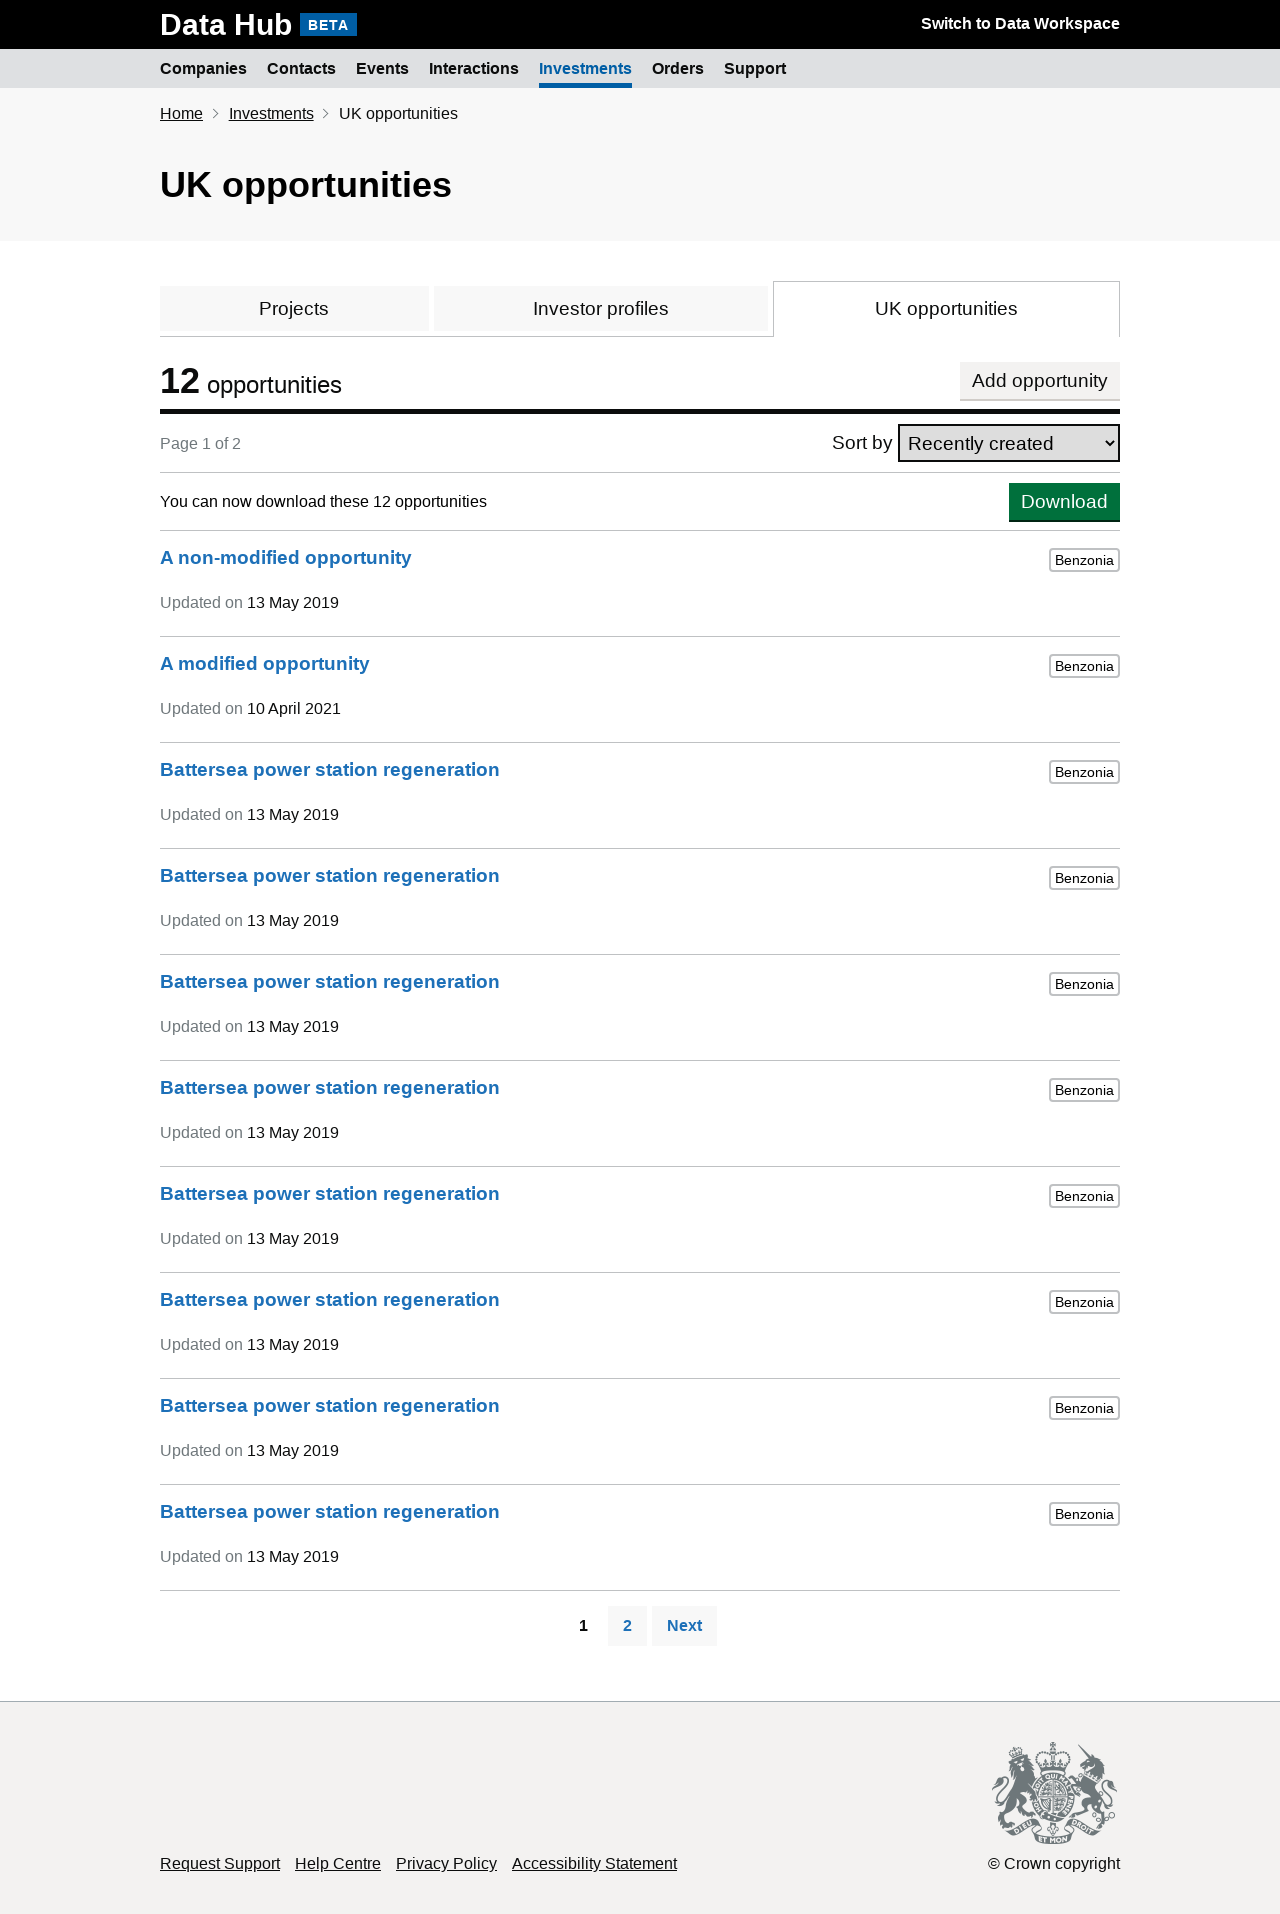 Data Hub BETA Switch to Data Workspace
Companies Contacts Events Interactions Investments Orders Support
Home Investments UK opportunities
UK opportunities
Projects Investor profiles UK opportunities
12 opportunities Add opportunity
Page 1 of 2 Sort by Recently created
You can now download these 12 opportunities Download
A non-modified opportunity Benzonia
Updated on 13 May 2019
A modified opportunity Benzonia
Updated on 10 April 2021
Battersea power station regeneration Benzonia
Updated on 13 May 2019
Battersea power station regeneration Benzonia
Updated on 13 May 2019
Battersea power station regeneration Benzonia
Updated on 13 May 2019
Battersea power station regeneration Benzonia
Updated on 13 May 2019
Battersea power station regeneration Benzonia
Updated on 13 May 2019
Battersea power station regeneration Benzonia
Updated on 13 May 2019
Battersea power station regeneration Benzonia
Updated on 13 May 2019
Battersea power station regeneration Benzonia
Updated on 13 May 2019
1 2 Next
DIEU ET MON DROIT
Request Support Help Centre Privacy Policy Accessibility Statement © Crown copyright